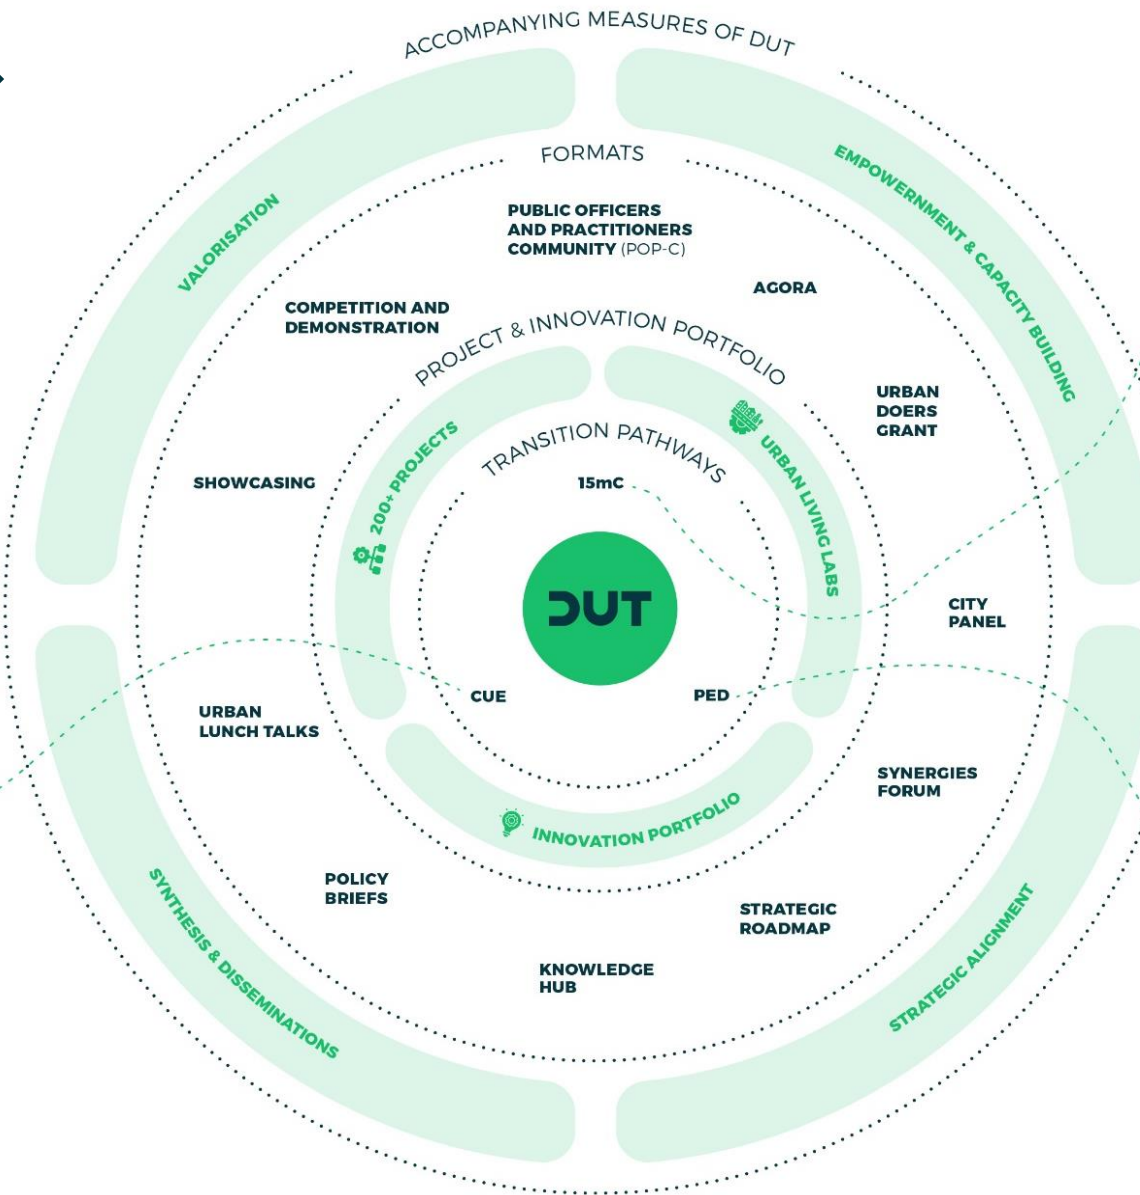 ACCOMPANYING MEASURES OF DUT
VALORISATION
EMPOWERNMENT & CAPACITY BUILDING
FORMATS
PUBLIC OFFICERS
AND PRACTITIONERS
COMMUNITY (POP-C)
AGORA
COMPETITION AND
DEMONSTRATION
PROJECT & INNOVATION PORTFOLIO
URBAN
DOERS
GRANT
200+ PROJECTS
URBAN LIVING LABS
TRANSITION PATHWAYS
SHOWCASING
15mC
DUT
CITY
PANEL
CUE
PED
URBAN
LUNCH TALKS
SYNERGIES
FORUM
INNOVATION PORTFOLIO
POLICY
BRIEFS
STRATEGIC
ROADMAP
KNOWLEDGE
HUB
SYNTHESIS & DISSEMINATIONS
STRATEGIC ALIGNMENT